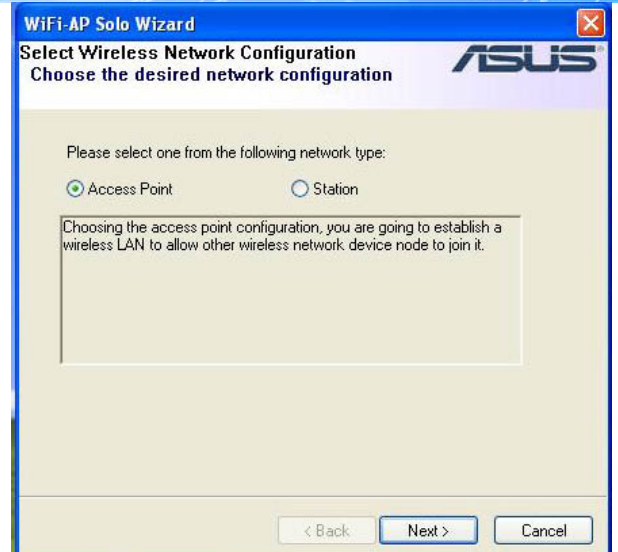 WiFi-AP Solo Wizard
Select Wireless Network Configuration
Choose the desired network configuration
ASUS
Please select one from the following network type:
Access Point Station
Choosing the access point configuration, you are going to establish a
wireless LAN to allow other wireless network device node to join it.
< Back Next > Cancel